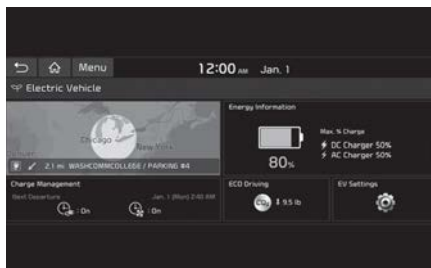 Menu
12:00 AM Jan. 1
Electric Vehicle
Chicago
New York
2.1 mi WASHCOMMCOLLEGE / PARKING #4
Energy Information
80%
Max. % Charge
DC Charger 50%
AC Charger 50%
Charge Management
Next Departure
Jan. 1 (Mon) 2:40 AM
: On
: On
ECO Driving
CO₂
9.5 lb
EV Settings